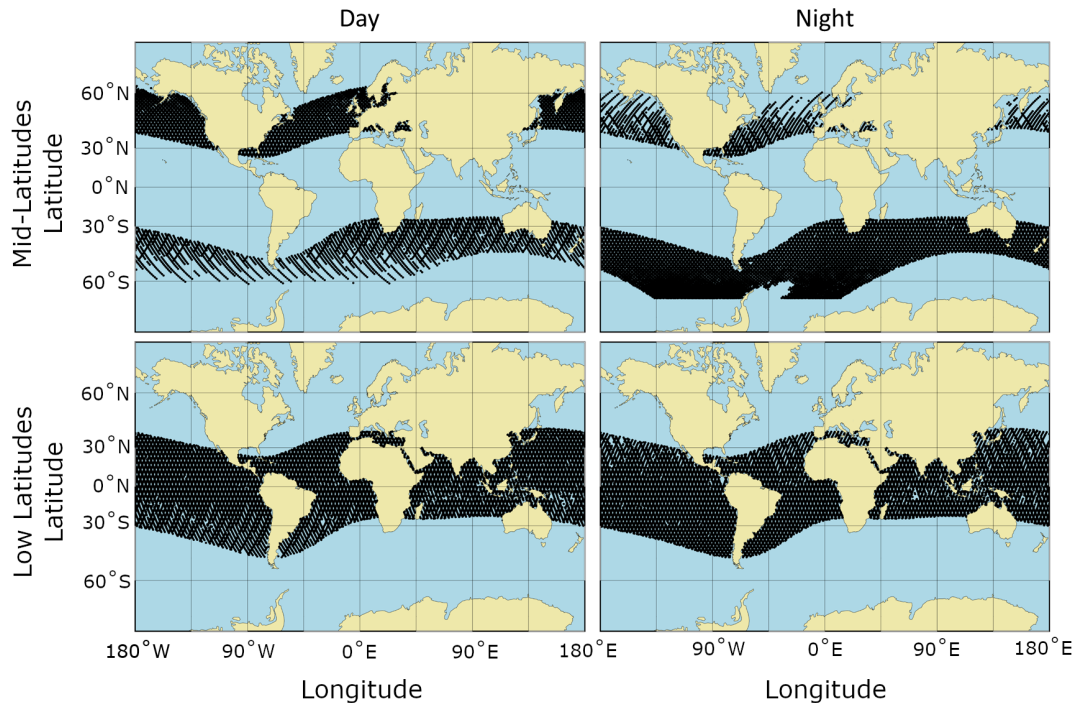 Day
Night
Mid-Latitudes
Latitude
60°N
30°N
0°N
30°S
60°S
Low Latitudes
Latitude
60°N
30°N
0°N
30°S
60°S
180°W 90°W 0°E 90°E 180°E 90°W 0°E 90°E 180°E
Longitude
Longitude